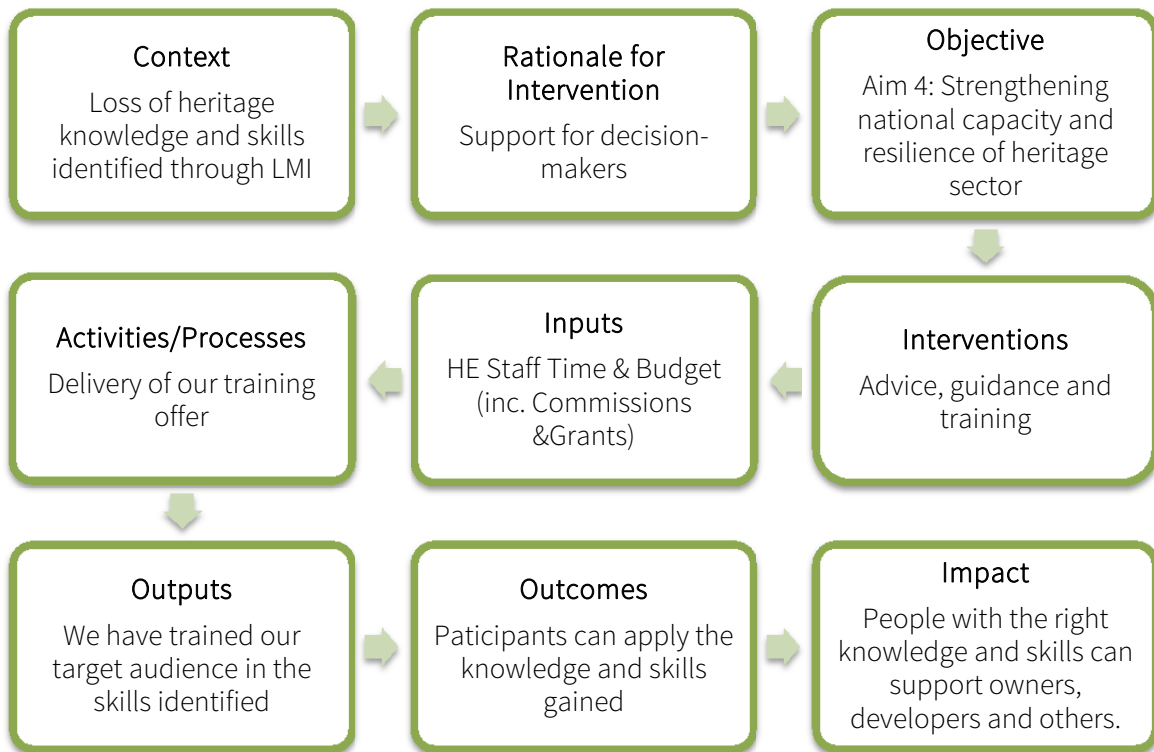 Context
Loss of heritage
knowledge and skills
identified through LMI
Rationale for
Intervention
Support for decision-
makers
Objective
Aim 4: Strengthening
national capacity and
resilience of heritage
sector
Interventions
Advice, guidance and
training
Inputs
HE Staff Time & Budget
(inc. Commissions
&Grants)
Activities/Processes
Delivery of our training
offer
Outputs
We have trained our
target audience in the
skills identified
Outcomes
Paticipants can apply the
knowledge and skills
gained
Impact
People with the right
knowledge and skills can
support owners,
developers and others.